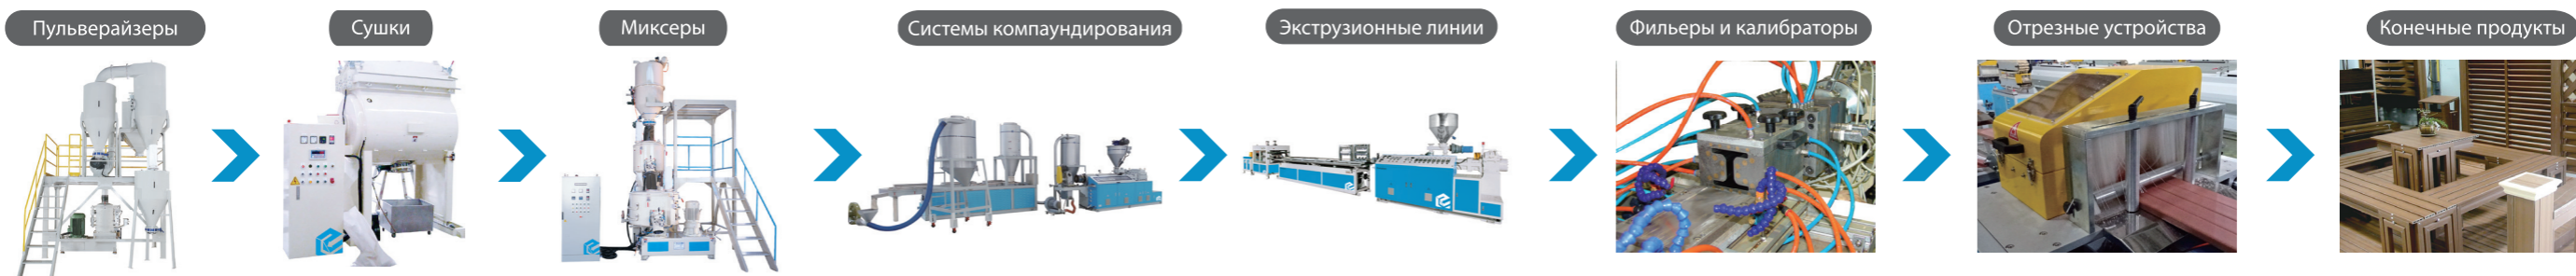 Пульверайзеры
Сушки
Миксеры
Системы компаундирования
Экструзионные линии
Фильеры и калибраторы
Отрезные устройства
Конечные продукты